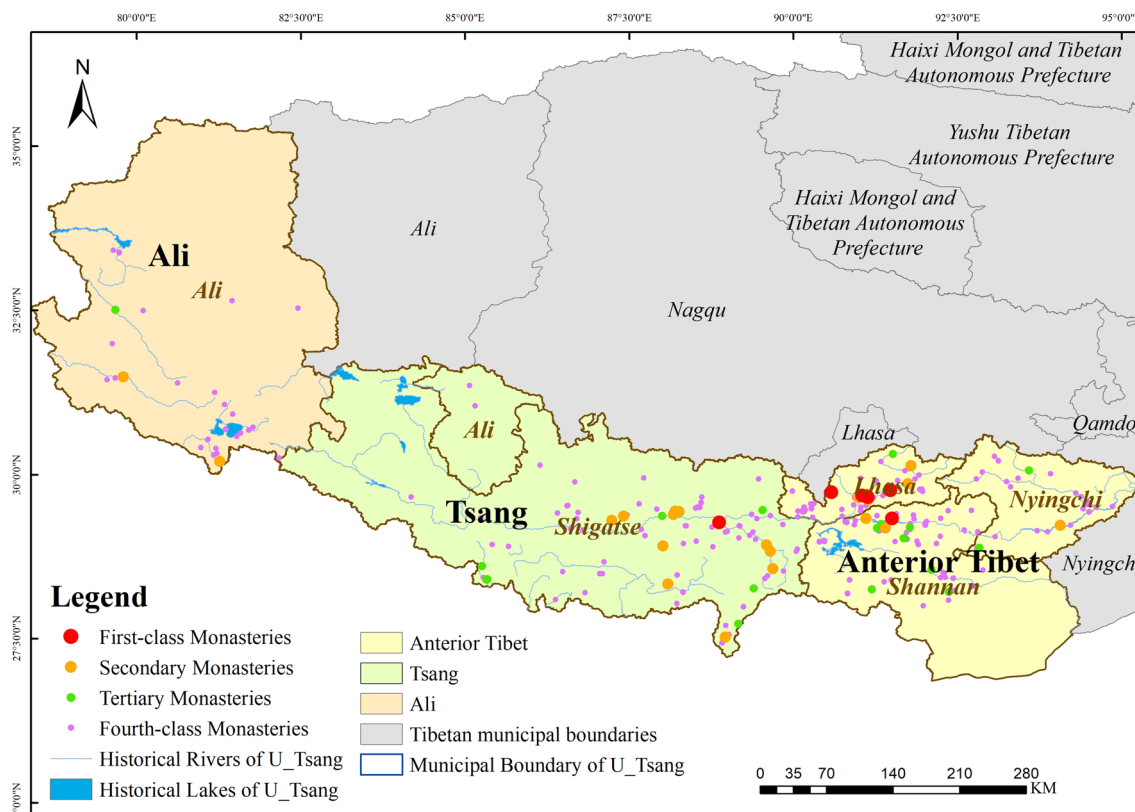 80°0'0"E 82°30'0"E 85°0'0"E 87°30'0"E 90°0'0"E 92°30'0"E 95°0'0"
N
Haixi Mongol and Tibetan
Autonomous Prefecture
Yushu Tibetan
Autonomous Prefecture
Haixi Mongol and
Tibetan Autonomous
Prefecture
35°0'0"N
Ali
Ali
Ali
Nagqu
32°30'0"N
Qamdo
Lhasa
Ali
30°0'0"N
Lhasa
Nyingchi
Tsang
Shigatse
Anterior Tibet
Nyingch
Shannan
27°30'0"N
Legend
First-class Monasteries
Secondary Monasteries
Tertiary Monasteries
Fourth-class Monasteries
Historical Rivers of U_Tsang
Historical Lakes of U_Tsang
Anterior Tibet
Tsang
Ali
Tibetan municipal boundaries
Municipal Boundary of U_Tsang
0 35 70 140 210 280
KM